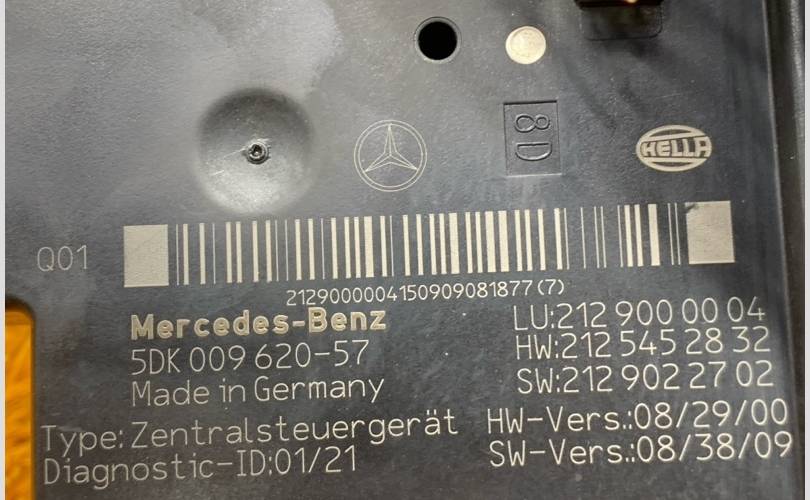 8D
HELLA
Q01
2129000004150909081877(7)
Mercedes-Benz
5DK 009 620-57
Made in Germany
LU:212 900 00 04
HW:212 545 28 32
SW:212 902 27 02
Type: Zentralsteuergerät
Diagnostic-ID:01/21
HW-Vers.:08/29/00
SW-Vers.:08/38/09